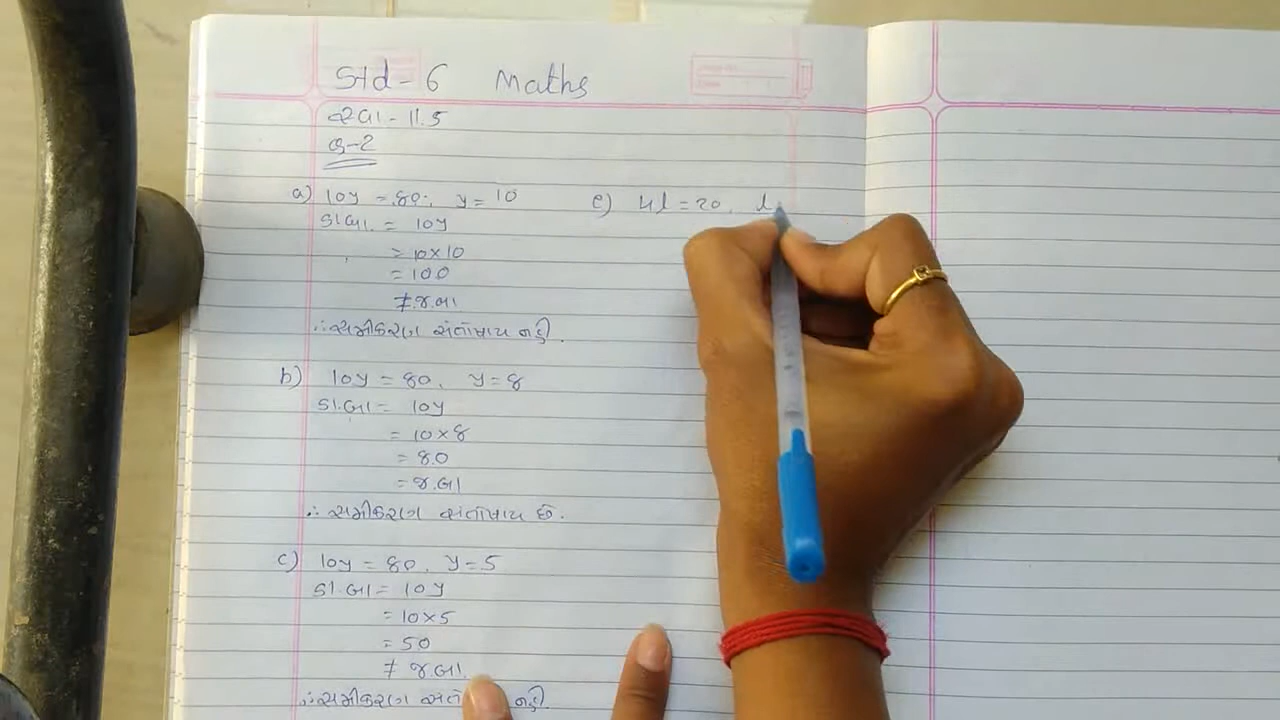 Std - 6 Maths
સ્વા - 11.5
Q-2
a) 10y = 80, y = 10
ડા.બા. = 10y
= 10×10
= 100
≠ જ.બા
∴ સમીકરણ સંતોષાય નહીં.
b) 10y = 80, y = 8
ડા.બા = 10y
= 10×8
= 80
= જ.બા
∴ સમીકરણ સંતોષાય છે.
c) 10y = 80, y = 5
ડા.બા = 10y
= 10×5
= 50
≠ જ.બા.
∴ સમીકરણ નહીં
e) 4l = 20, l